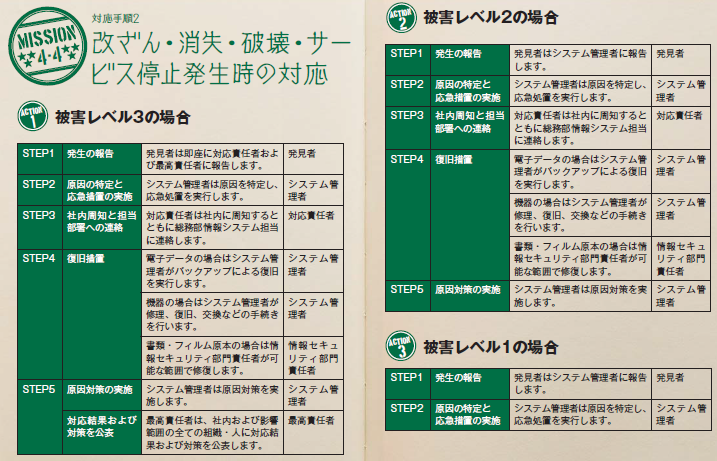 MISSION
4-4
対応手順2
改ざん・消失・破壊・サー
ビス停止発生時の対応
ACTION
1
被害レベル3の場合
STEP1
発生の報告
発見者は即座に対応責任者およ
び最高責任者に報告します。
発見者
STEP2
原因の特定と
応急措置の実施
システム管理者は原因を特定し、
応急処置を実行します。
システム管
理者
STEP3
社内周知と担当
部署への連絡
対応責任者は社内に周知すると
ともに総務部情報システム担当
に連絡します。
対応責任者
STEP4
復旧措置
電子データの場合はシステム管
理者がバックアップによる復旧
を実行します。
システム管
理者
機器の場合はシステム管理者が
修理、復旧、交換などの手続き
を行います。
システム管
理者
書類・フィルム原本の場合は情
報セキュリティ部門責任者が可
能な範囲で修復します。
情報セキュ
リティ部門
責任者
STEP5
原因対策の実施
システム管理者は原因対策を実
施します。
システム管
理者
対応結果および
対策を公表
最高責任者は、社内および影響
範囲の全ての組織・人に対応結
果および対策を公表します。
最高責任者
ACTION
2
被害レベル2の場合
STEP1
発生の報告
発見者はシステム管理者に報告
します。
発見者
STEP2
原因の特定と
応急措置の実施
システム管理者は原因を特定し、
応急処置を実行します。
システム管
理者
STEP3
社内周知と担当
部署への連絡
対応責任者は社内に周知すると
ともに総務部情報システム担当
に連絡します。
対応責任者
STEP4
復旧措置
電子データの場合はシステム管
理者がバックアップによる復旧
を実行します。
システム管
理者
機器の場合はシステム管理者が
修理、復旧、交換などの手続き
を行います。
システム管
理者
書類・フィルム原本の場合は情
報セキュリティ部門責任者が可
能な範囲で修復します。
情報セキュ
リティ部門
責任者
STEP5
原因対策の実施
システム管理者は原因対策を実
施します。
システム管
理者
ACTION
3
被害レベル1の場合
STEP1
発生の報告
発見者はシステム管理者に報告
します。
発見者
STEP2
原因の特定と
応急措置の実施
システム管理者は原因を特定し、
応急処置を実行します。
システム管
理者